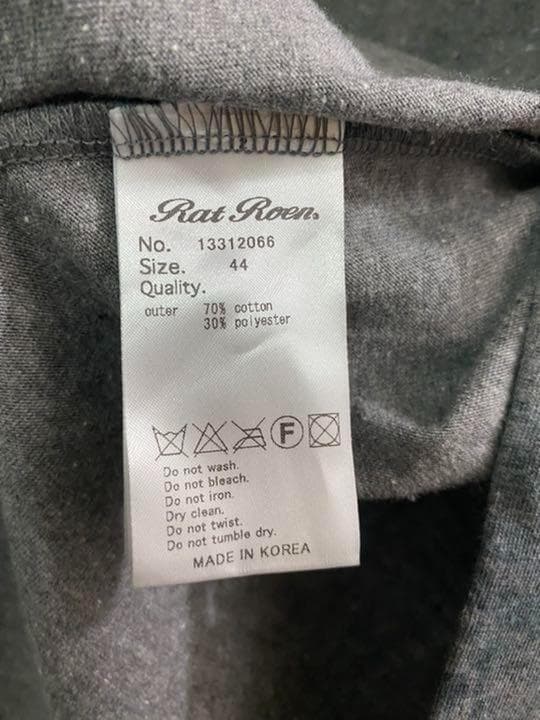 Rat Roen.
No. 13312066
Size. 44
Quality.
outer 70% cotton
30% polyester
F
Do not wash.
Do not bleach.
Do not iron.
Dry clean.
Do not twist.
Do not tumble dry.
MADE IN KOREA